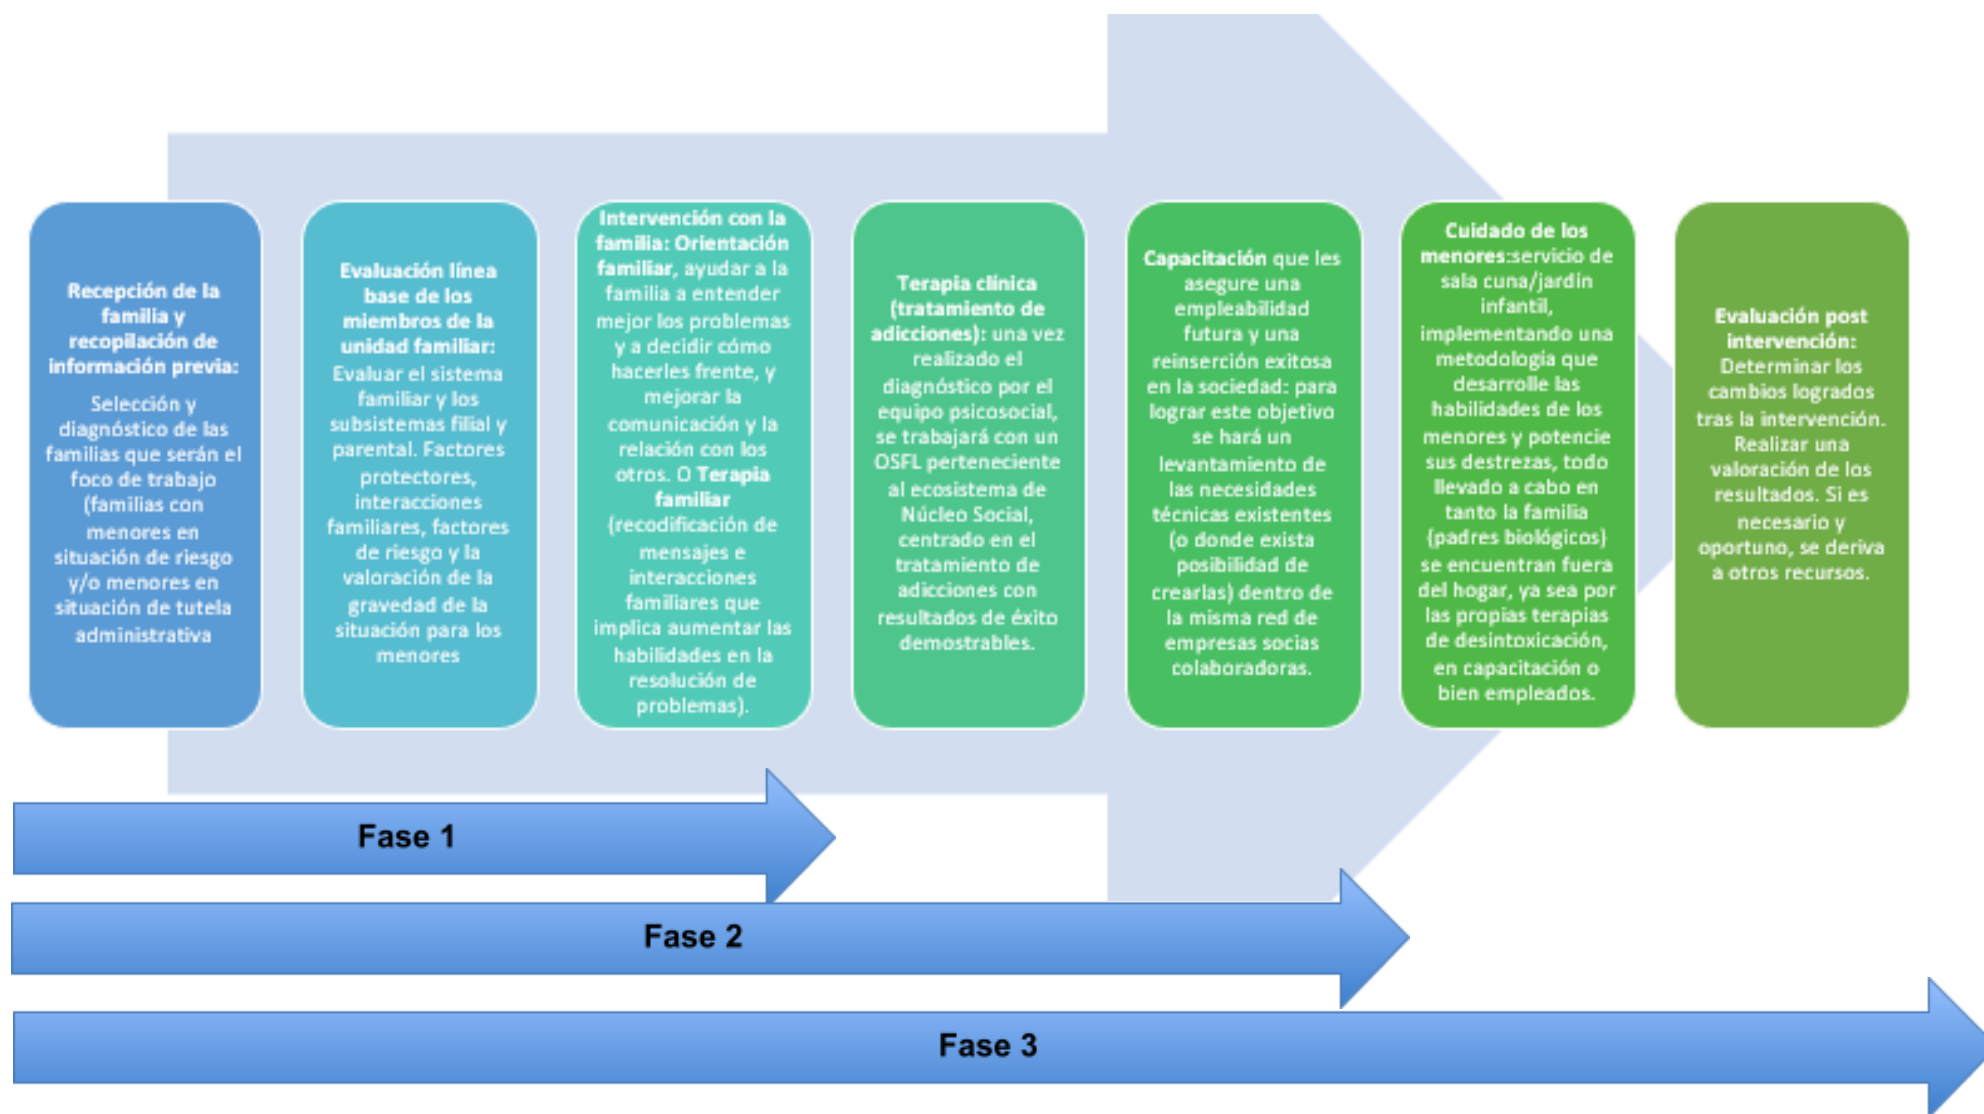 Recepción de la
familia y
recopilación de
información previa:
Selección y
diagnóstico de las
familias que serán el
foco de trabajo
(familias con
menores en
situación de riesgo
y/o menores en
situación de tutela
administrativa
Evaluación línea
base de los
miembros de la
unidad familiar:
Evaluar el sistema
familiar y los
subsistemas filial y
parental. Factores
protectores,
interacciones
familiares, factores
de riesgo y la
valoración de la
gravedad de la
situación para los
menores
Intervención con la
familia: Orientación
familiar, ayudar a la
familia a entender
mejor los problemas
y a decidir cómo
hacerles frente, y
mejorar la
comunicación y la
relación con los
otros. O Terapia
familiar
(recodificación de
mensajes e
interacciones
familiares que
implica aumentar las
habilidades en la
resolución de
problemas).
Terapia clínica
(tratamiento de
adicciones): una vez
realizado el
diagnóstico por el
equipo psicosocial,
se trabajará con un
OSFL perteneciente
al ecosistema de
Núcleo Social,
centrado en el
tratamiento de
adicciones con
resultados de éxito
demostrables.
Capacitación que les
asegure una
empleabilidad
futura y una
reinserción exitosa
en la sociedad: para
lograr este objetivo
se hará un
levantamiento de
las necesidades
técnicas existentes
(o donde exista
posibilidad de
crearlas) dentro de
la misma red de
empresas socias
colaboradoras.
Cuidado de los
menores:servicio de
sala cuna/jardín
infantil,
implementando una
metodología que
desarrolle las
habilidades de los
menores y potencie
sus destrezas, todo
llevado a cabo en
tanto la familia
(padres biológicos)
se encuentran fuera
del hogar, ya sea por
las propias terapias
de desintoxicación,
en capacitación o
bien empleados.
Evaluación post
intervención:
Determinar los
cambios logrados
tras la intervención.
Realizar una
valoración de los
resultados. Si es
necesario y
oportuno, se deriva
a otros recursos.
Fase 1
Fase 2
Fase 3